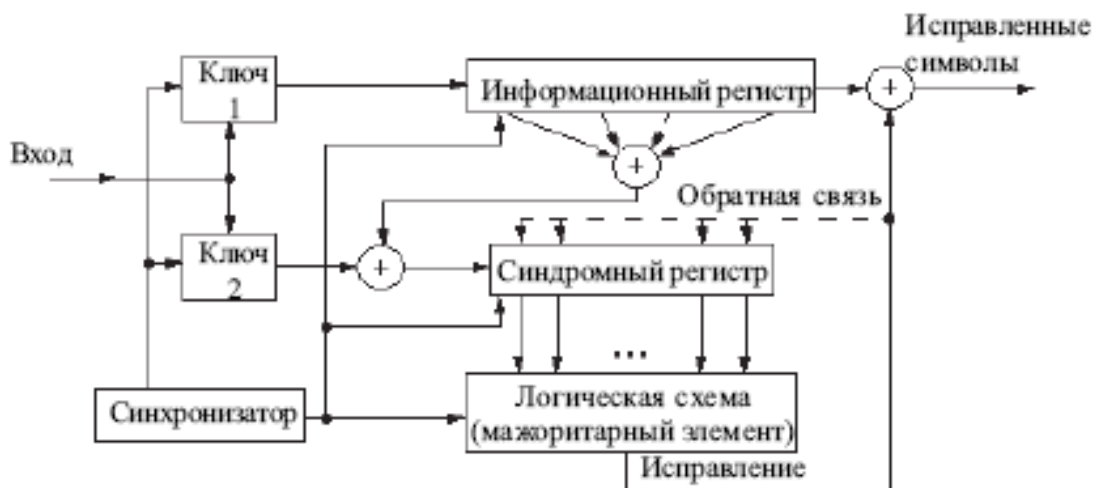 Исправленные
символы
Ключ
1
Информационный регистр
+
Вход
+
Обратная связь
Ключ
2
+
Синдромный регистр
...
Синхронизатор
Логическая схема
(мажоритарный элемент)
Исправление